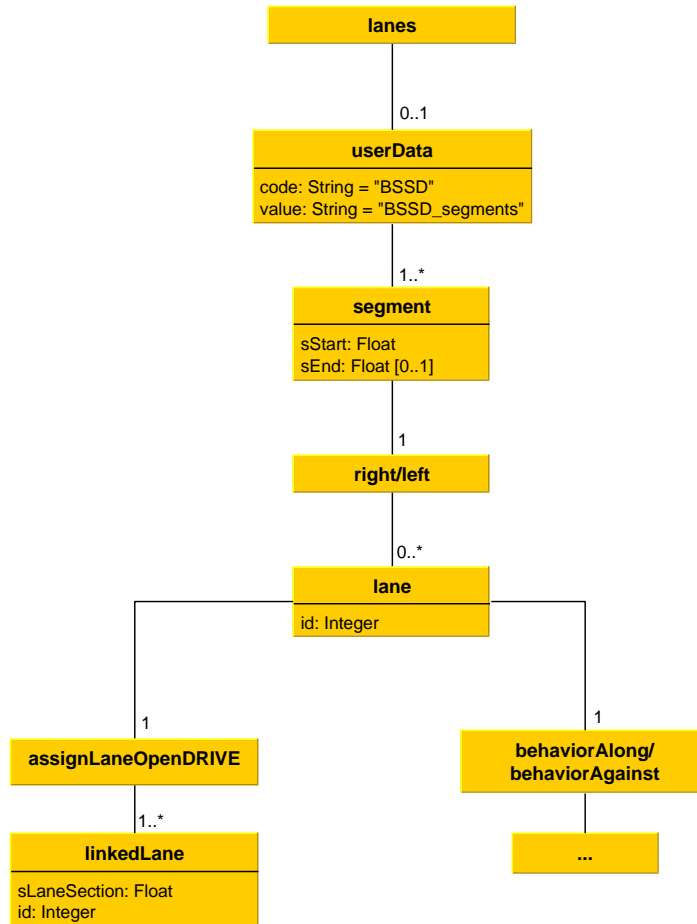 lanes
0..1
userData
code: String = "BSSD"
value: String = "BSSD_segments"
1..*
segment
sStart: Float
sEnd: Float [0..1]
1
right/left
0..*
lane
id: Integer
1
1
assignLaneOpenDRIVE
behaviorAlong/
behaviorAgainst
1..*
linkedLane
...
sLaneSection: Float
id: Integer